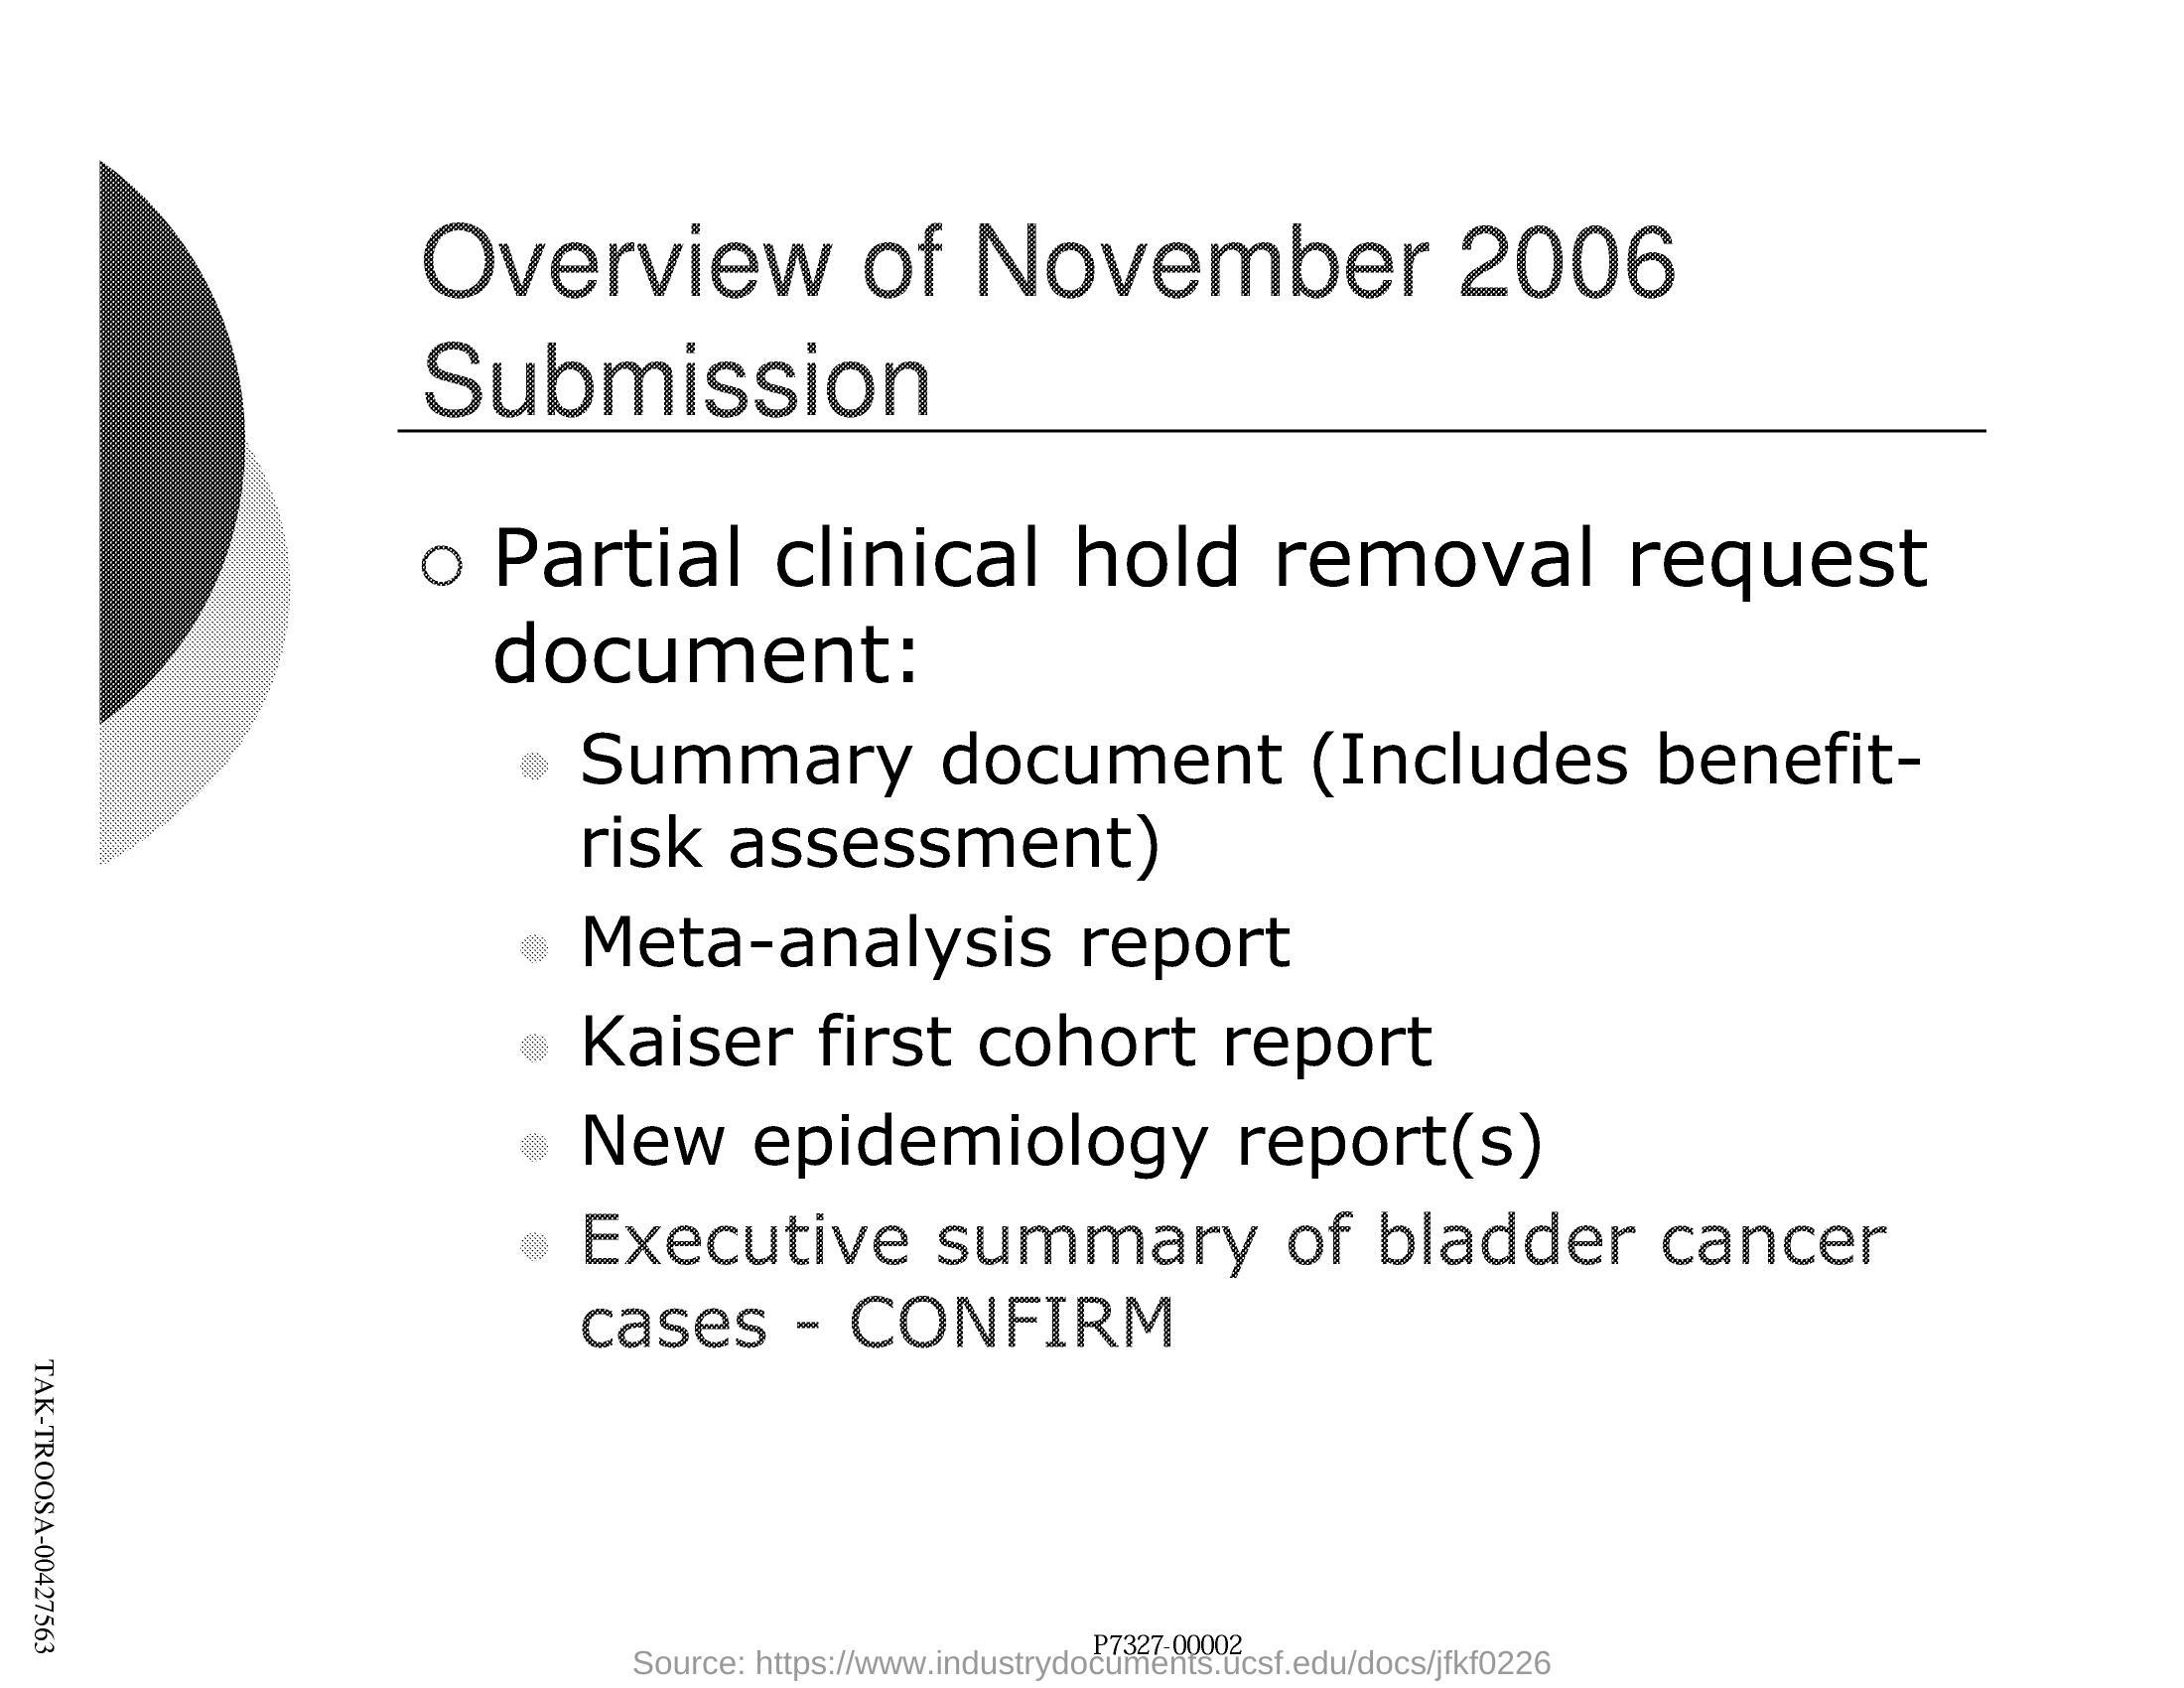 Overview of November 2006
Submission
Partial clinical hold removal request
document:
Summary document (Includes benefit-
risk assessment)
Meta-analysis report
Kaiser first cohort report
New epidemiology report(s)
Executive summary of bladder cancer
cases - CONFIRM
TAK-TROOSA-00427563
P7327-00002
Source: https://www.industrydocuments.ucsf.edu/docs/jfkf0226